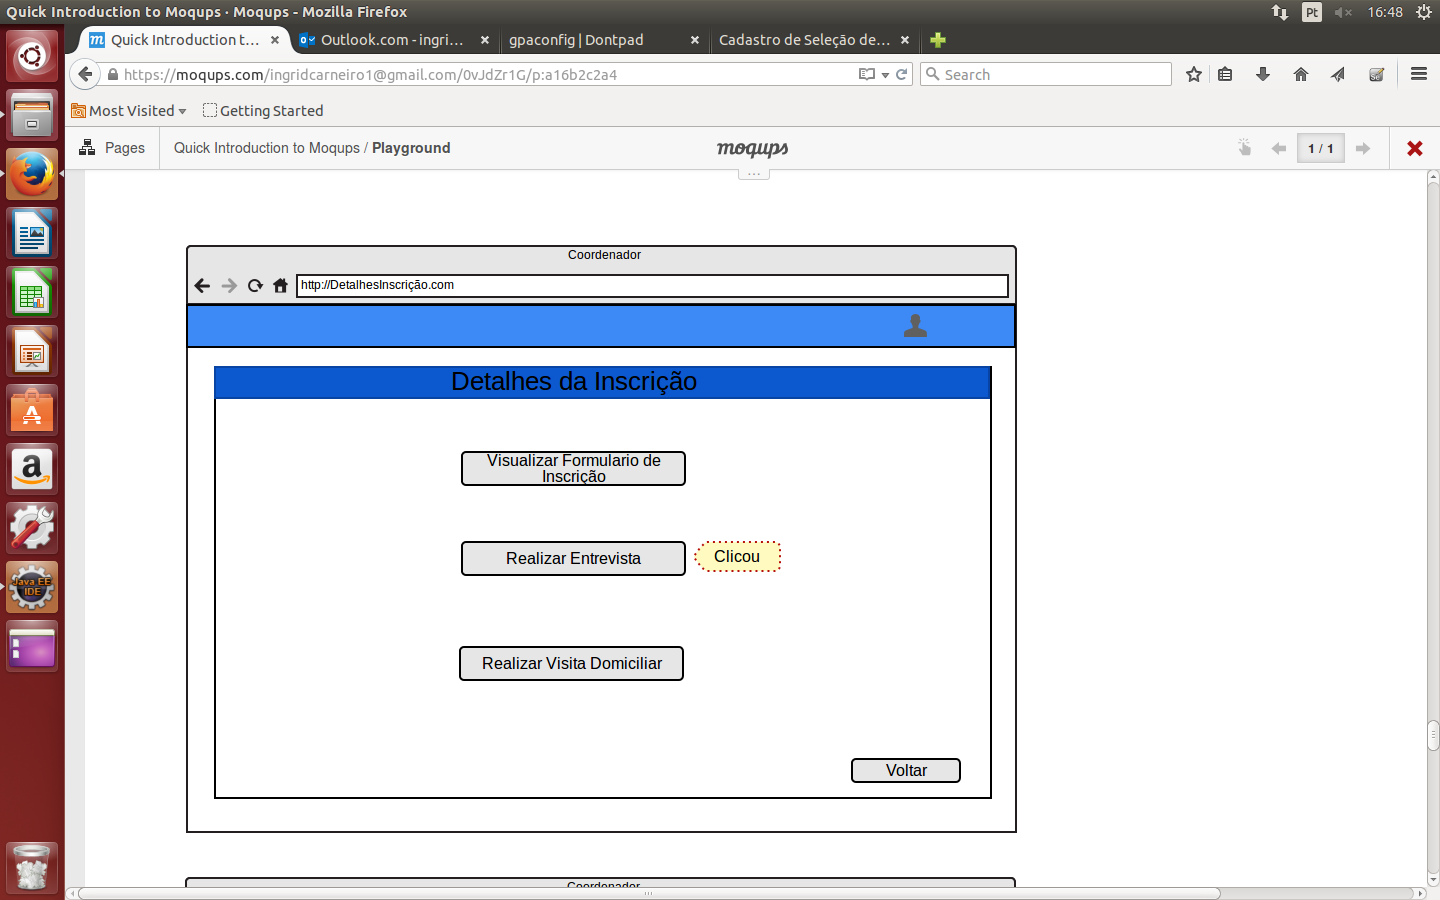 Quick Introduction to Moqups · Moqups - Mozilla Firefox
Pt
16:48
Quick Introduction t...
Outlook.com - ingri...
gpaconfig | Dontpad
Cadastro de Seleção de...
https://moqups.com/ingridcarneiro1@gmail.com/0vJdZr1G/p:a16b2c2a4
Search
Most Visited
Getting Started
Pages
Quick Introduction to Moqups / Playground
moqups
1 / 1
...
Coordenador
http://DetalhesInscrição.com
Detalhes da Inscrição
Visualizar Formulario de
Inscrição
Realizar Entrevista
Clicou
Realizar Visita Domiciliar
Voltar
Java EE
IDE
Coordenador